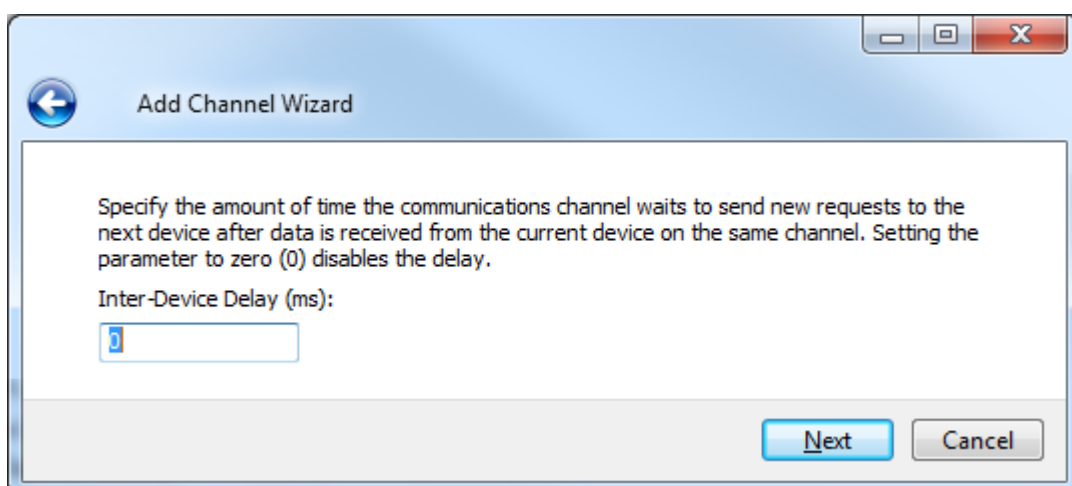 Add Channel Wizard
Specify the amount of time the communications channel waits to send new requests to the
next device after data is received from the current device on the same channel. Setting the
parameter to zero (0) disables the delay.
Inter-Device Delay (ms):
0
Next Cancel